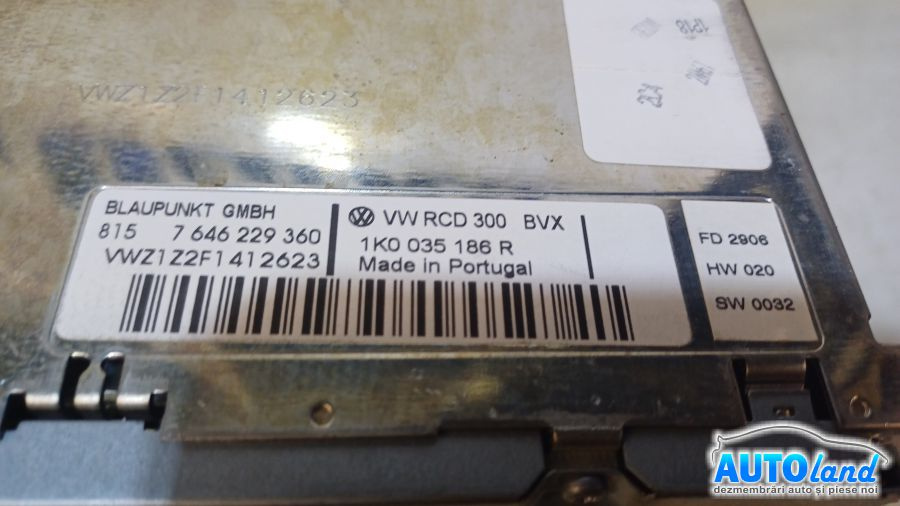 VWZ1Z2F1412623
BLAUPUNKT GMBH
815 7 646 229 360
VWZ1Z2F1412623
VW RCD 300 BVX
1K0 035 186 R
Made in Portugal
FD 2906
HW 020
SW 0032
AUTOland
dezmembrări auto și piese noi